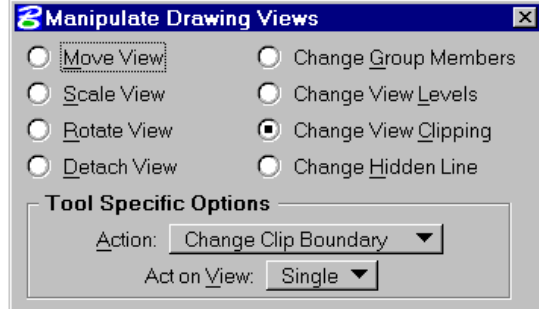 Manipulate Drawing Views
Move View
Change Group Members
Scale View
Change View Levels
Rotate View
Change View Clipping
Detach View
Change Hidden Line
Tool Specific Options
Action: Change Clip Boundary
Act on View: Single